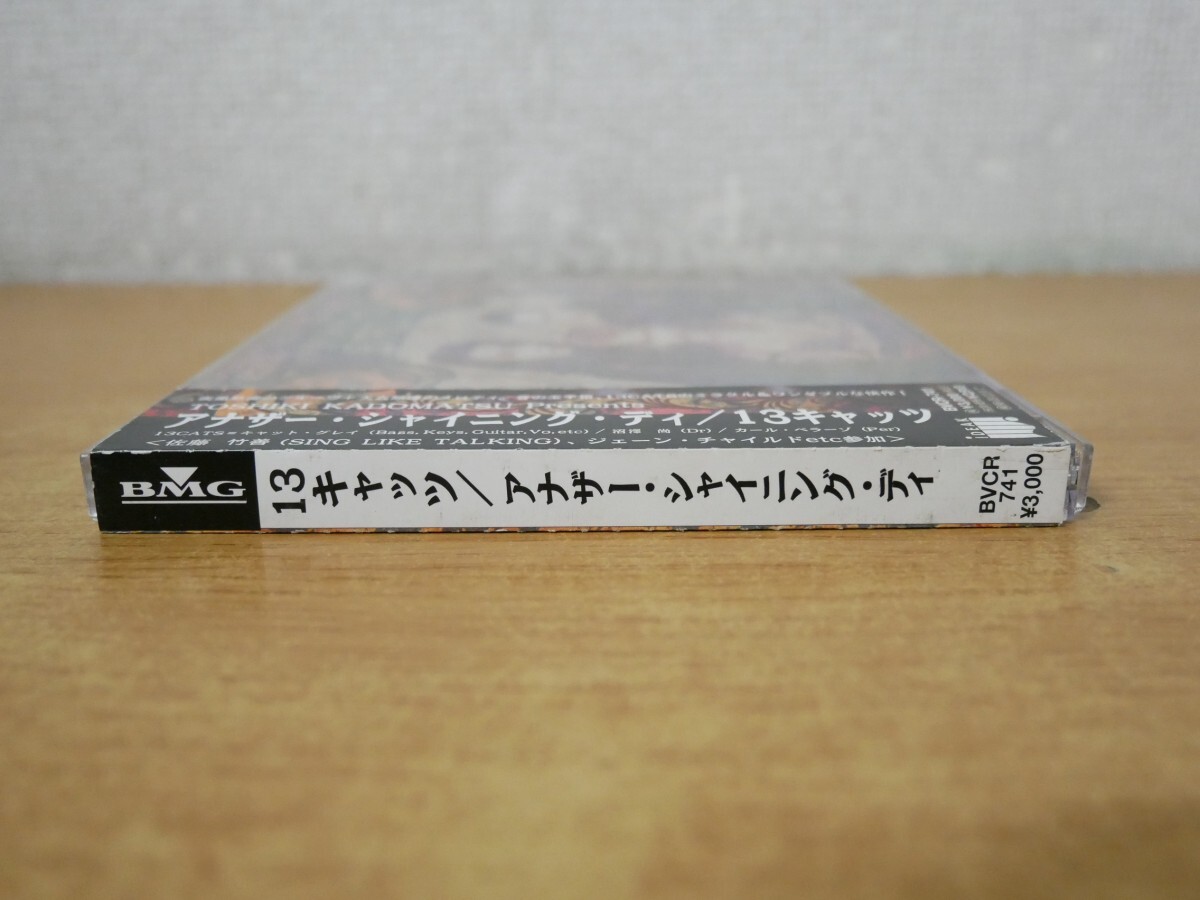 アナザー・シャイニング・デイ/13キャッツ
13CATS=キャット・グレイ (Bass, Keys, Guitar, Vo, etc) / 沼澤 尚 (Dr) / カール・ペラーゾ (Per)
<佐藤 竹善 (SING LIKE TALKING)、ジェーン・チャイルドetc参加>
BMG
13キャッツ/アナザー・シャイニング・デイ
BVCR
741
¥3,000